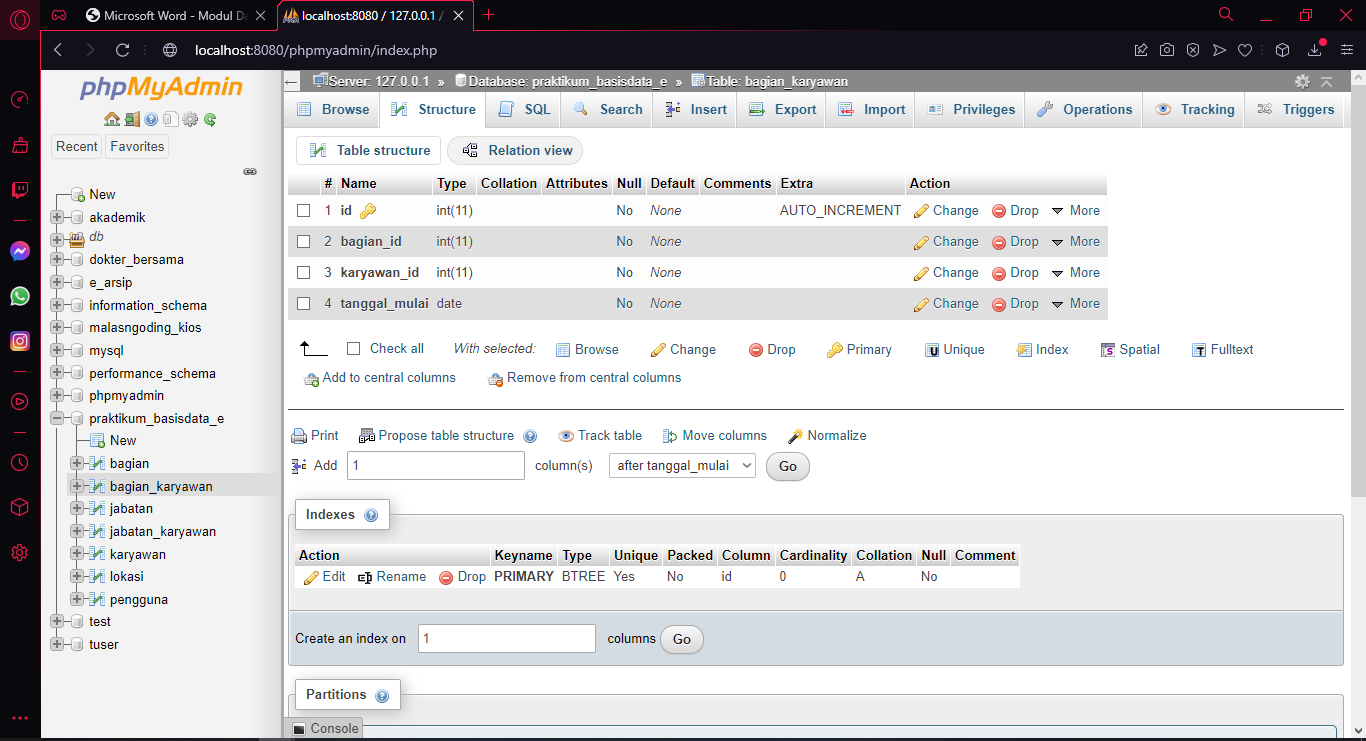 Microsoft Word - Modul Da
localhost:8080 / 127.0.0.1 /
localhost:8080/phpmyadmin/index.php
phpMyAdmin
Recent Favorites
New
akademik
db
dokter_bersama
e_arsip
information_schema
malasngoding_kios
mysql
performance_schema
phpmyadmin
praktikum_basisdata_e
New
bagian
bagian_karyawan
jabatan
jabatan_karyawan
karyawan
lokasi
pengguna
test
tuser
Server: 127.0.0.1 » Database: praktikum_basisdata_e » Table: bagian_karyawan
Browse Structure SQL Search Insert Export Import Privileges Operations Tracking Triggers
Table structure Relation view
# Name Type Collation Attributes Null Default Comments Extra Action
1 id int(11) No None AUTO_INCREMENT Change Drop More
2 bagian_id int(11) No None Change Drop More
3 karyawan_id int(11) No None Change Drop More
4 tanggal_mulai date No None Change Drop More
Check all With selected: Browse Change Drop Primary Unique Index Spatial Fulltext
Add to central columns Remove from central columns
Print Propose table structure Track table Move columns Normalize
Add 1 column(s) after tanggal_mulai Go
Indexes
Action Keyname Type Unique Packed Column Cardinality Collation Null Comment
Edit Rename Drop PRIMARY BTREE Yes No id 0 A No
Create an index on 1 columns Go
Partitions
Console